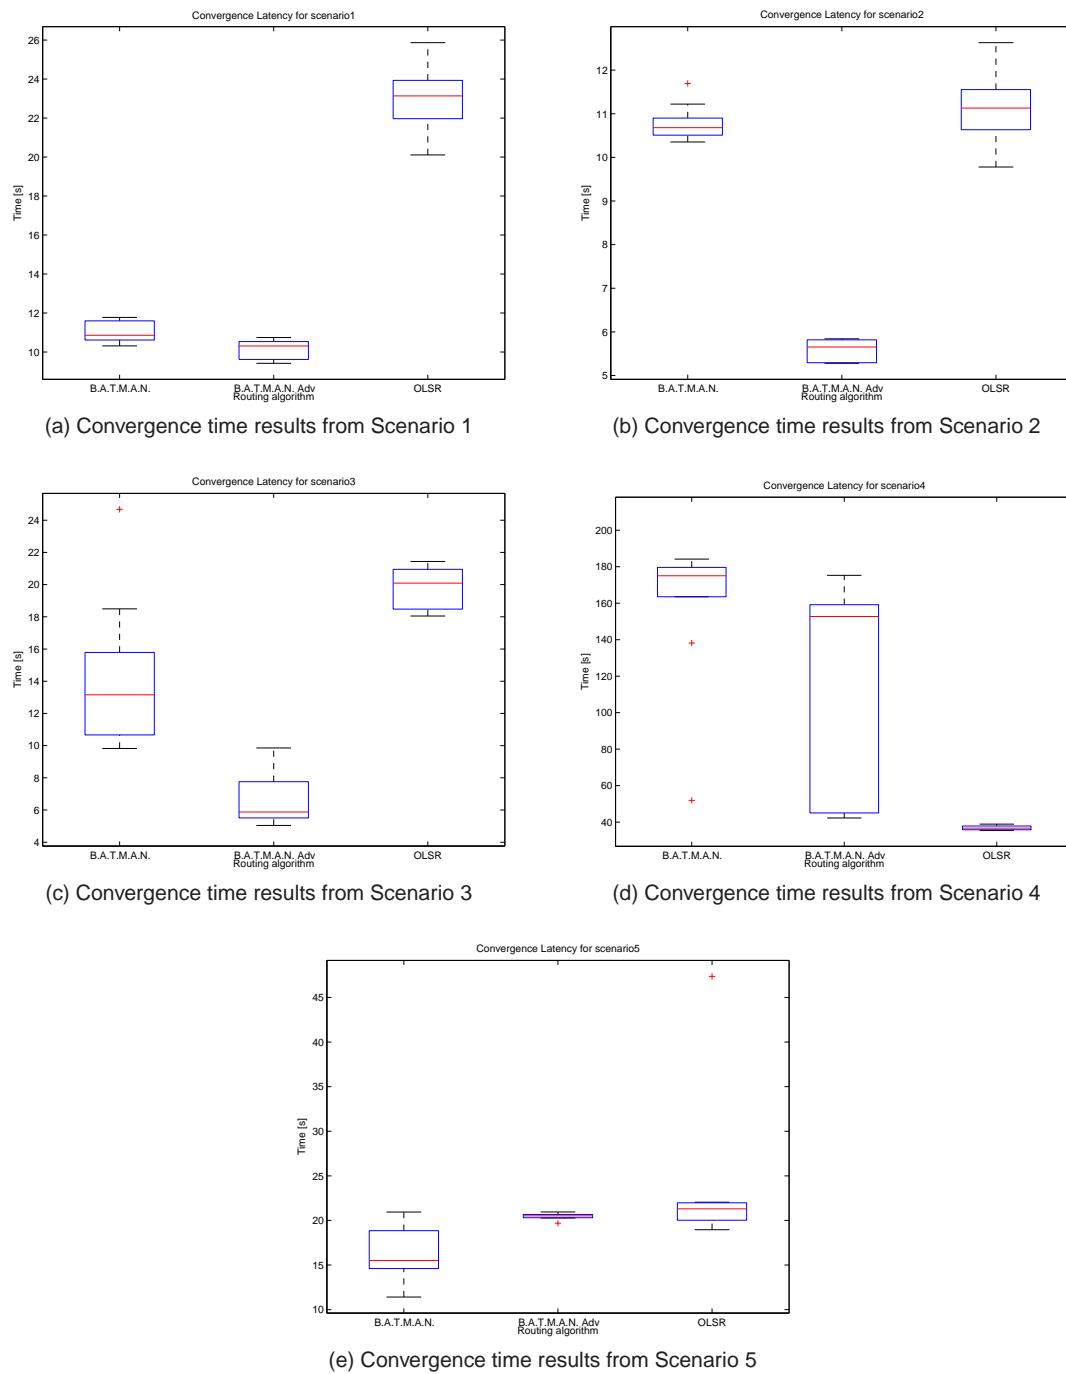 Convergence Latency for scenario1
26
24
22
20
18
16
14
12
10
Time [s]
B.A.T.M.A.N.
B.A.T.M.A.N. Adv
OLSR
Routing algorithm
(a) Convergence time results from Scenario 1
Convergence Latency for scenario2
12
11
10
9
8
7
6
5
Time [s]
B.A.T.M.A.N.
B.A.T.M.A.N. Adv
OLSR
Routing algorithm
(b) Convergence time results from Scenario 2
Convergence Latency for scenario3
24
22
20
18
16
14
12
10
8
6
4
Time [s]
B.A.T.M.A.N.
B.A.T.M.A.N. Adv
OLSR
Routing algorithm
(c) Convergence time results from Scenario 3
Convergence Latency for scenario4
200
180
160
140
120
100
80
60
40
Time [s]
B.A.T.M.A.N.
B.A.T.M.A.N. Adv
OLSR
Routing algorithm
(d) Convergence time results from Scenario 4
Convergence Latency for scenario5
45
40
35
30
25
20
15
10
Time [s]
B.A.T.M.A.N.
B.A.T.M.A.N. Adv
OLSR
Routing algorithm
(e) Convergence time results from Scenario 5